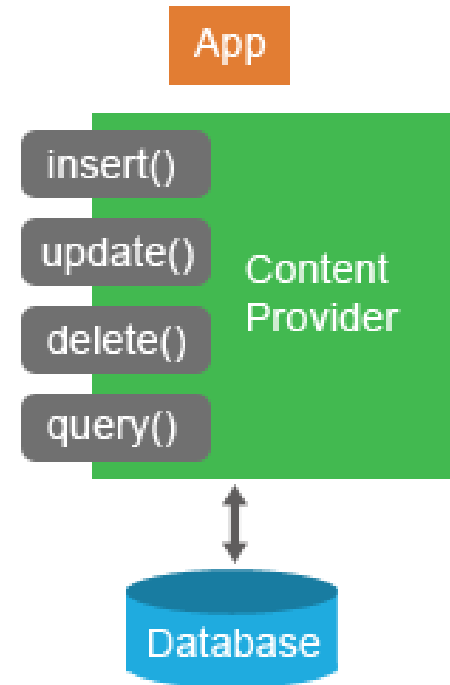 App
insert()
update()
delete()
query()
Content
Provider
Database